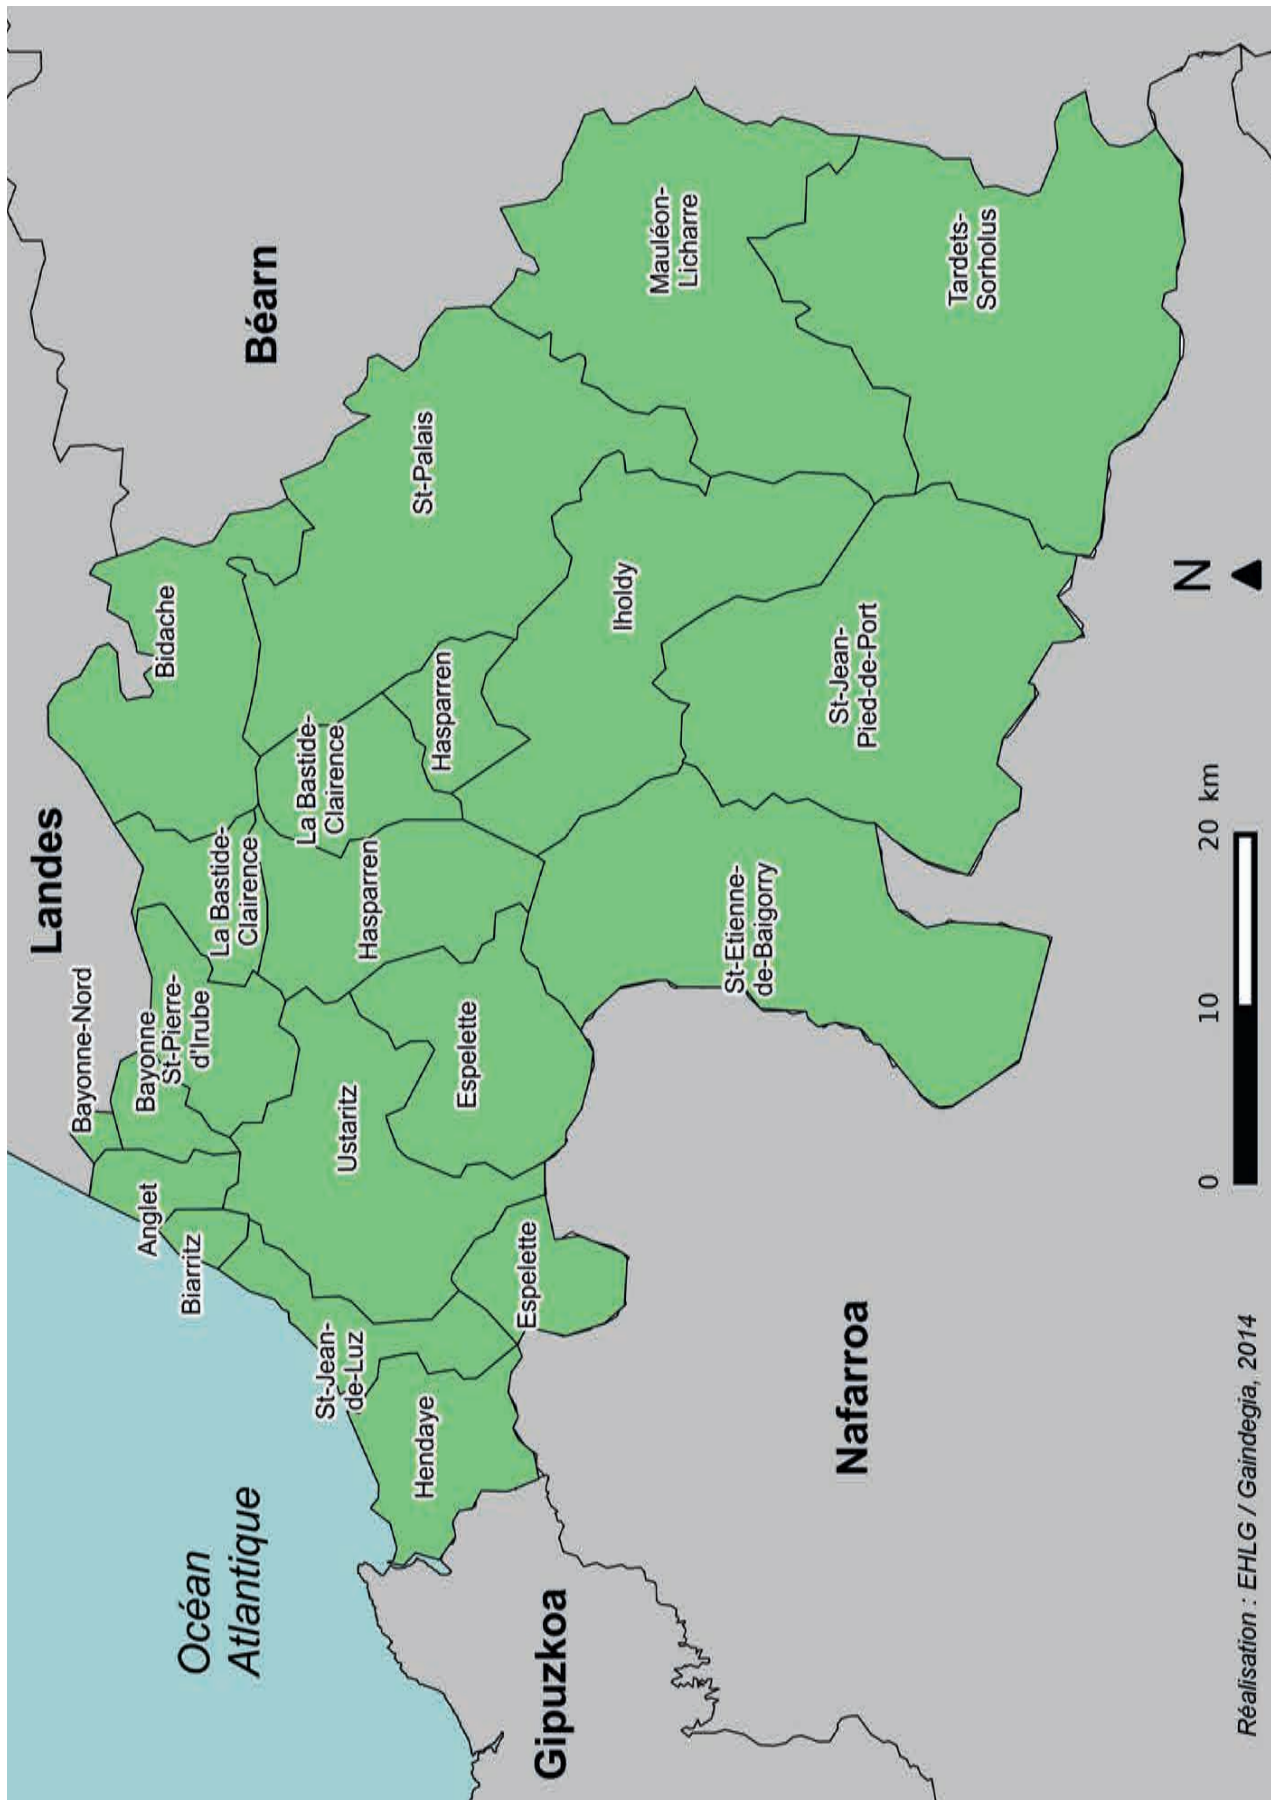 Landes
Océan
Atlantique
Béarn
Bayonne-Nord
Bayonne
St-Pierre-
d'Irube
Anglet
Biarritz
Bidache
La Bastide-
Clairence
La Bastide-
Clairence
St-Jean-
de-Luz
Ustaritz
Hasparren
Hasparren
St-Palais
Hendaye
Espelette
Espelette
Iholdy
Mauléon-
Licharre
Gipuzkoa
St-Etienne-
de-Baigorry
St-Jean-
Pied-de-Port
Tardets-
Sorholus
Nafarroa
N
0 10 20 km
Réalisation : EHLG / Gaindegia, 2014